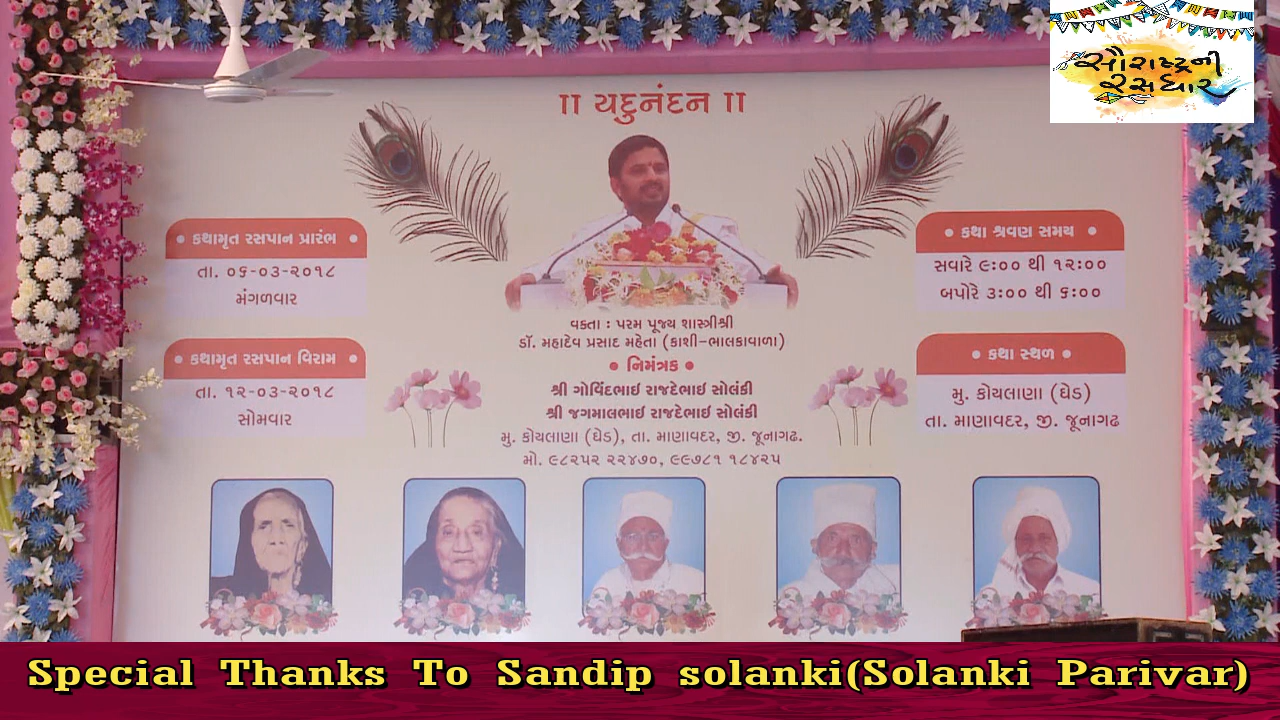 સૌરાષ્ટ્રની
રસધાર
॥ યદુનંદન ॥
કથામૃત રસપાન પ્રારંભ
તા. ૦૬-૦૩-૨૦૧૮
મંગળવાર
કથામૃત રસપાન વિરામ
તા. ૧૨-૦૩-૨૦૧૮
સોમવાર
વક્તા : પરમ પૂજ્ય શાસ્ત્રીશ્રી
ડૉ. મહાદેવ પ્રસાદ મહેતા (કાશી-ભાલકાવાળા)
• નિમંત્રક •
શ્રી ગોવિંદભાઈ રાજદેભાઈ સોલંકી
શ્રી જગમાલભાઈ રાજદેભાઈ સોલંકી
મુ. કોયલાણા (ઘેડ), તા. માણાવદર, જી. જૂનાગઢ.
મો. ૯૮૨૫૨ ૨૨૪૭૦, ૯૯૭૮૧ ૧૮૪૨૫
• કથા શ્રવણ સમય •
સવારે ૯:૦૦ થી ૧૨:૦૦
બપોરે ૩:૦૦ થી ૬:૦૦
• કથા સ્થળ •
મુ. કોયલાણા (ઘેડ)
તા. માણાવદર, જી. જૂનાગઢ
Special Thanks To Sandip solanki(Solanki Parivar)